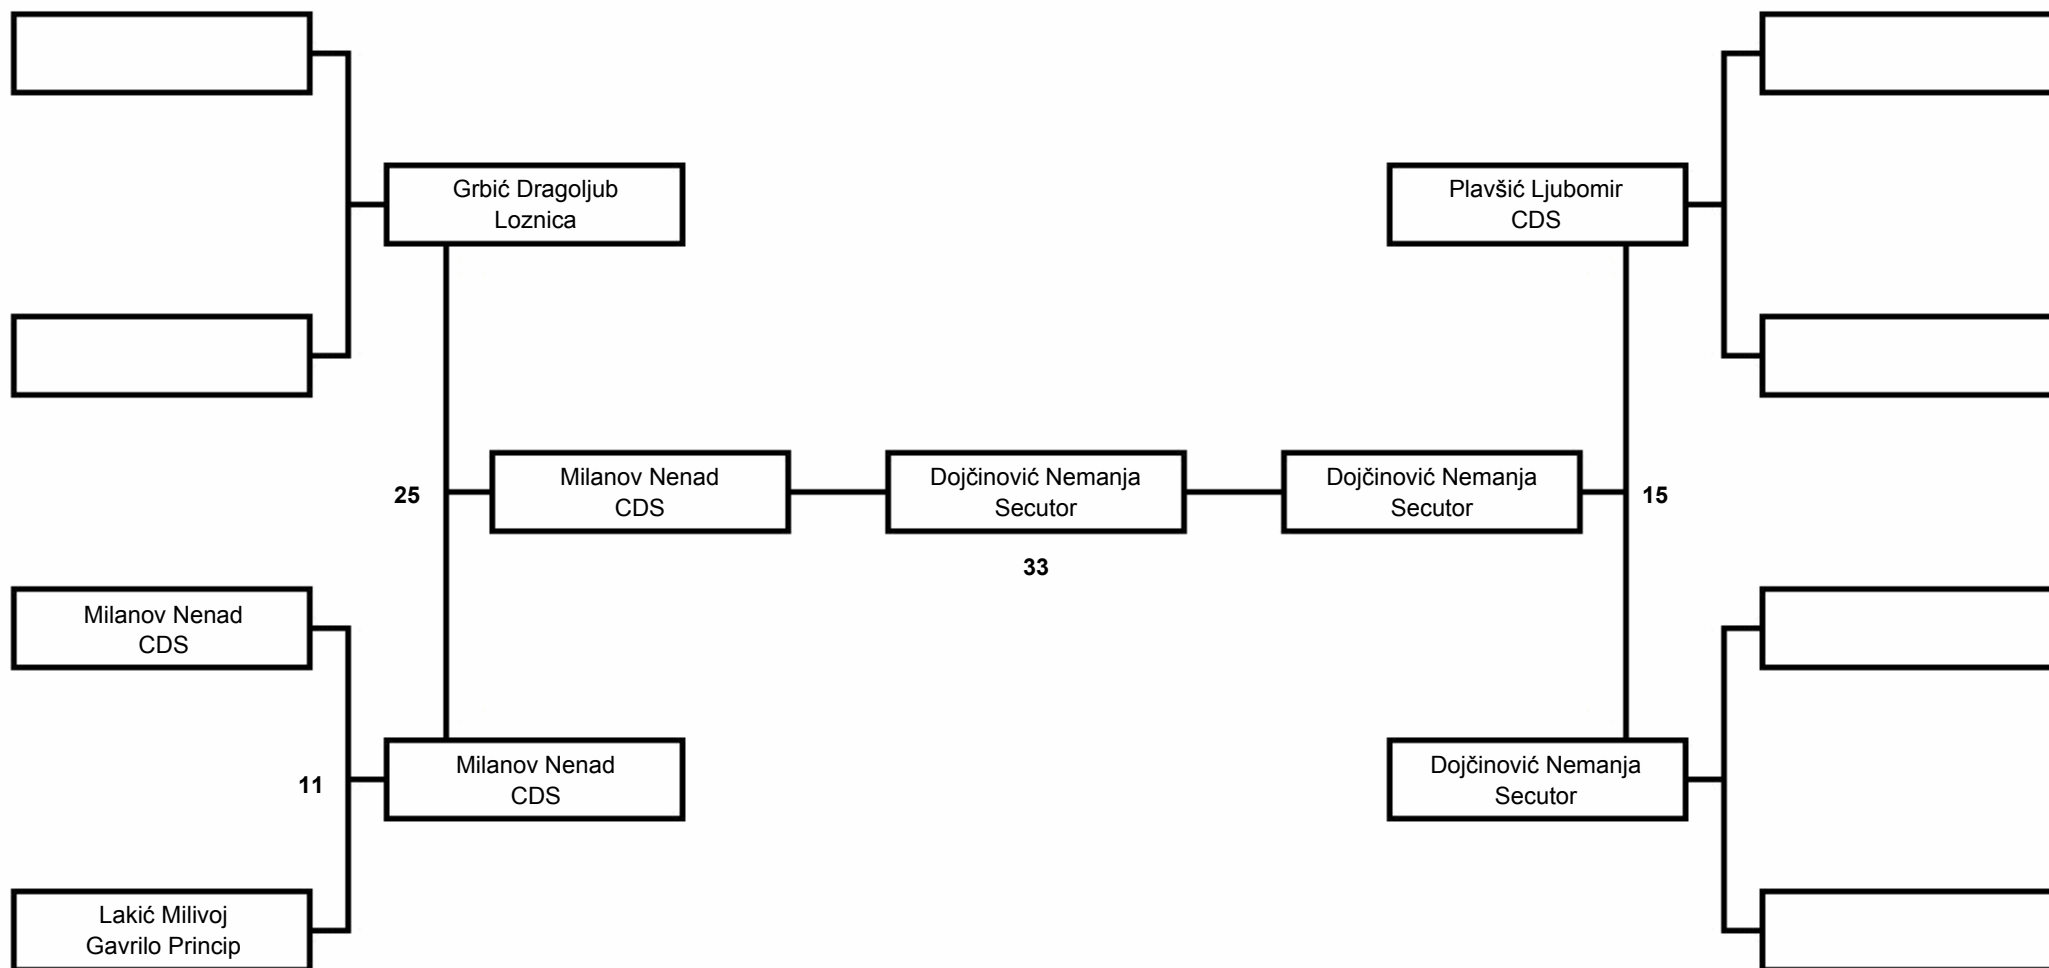 Grbić Dragoljub
Loznica
Plavšić Ljubomir
CDS
25
Milanov Nenad
CDS
Dojčinović Nemanja
Secutor
33
Dojčinović Nemanja
Secutor
15
Milanov Nenad
CDS
11
Milanov Nenad
CDS
Dojčinović Nemanja
Secutor
Lakić Milivoj
Gavrilo Princip